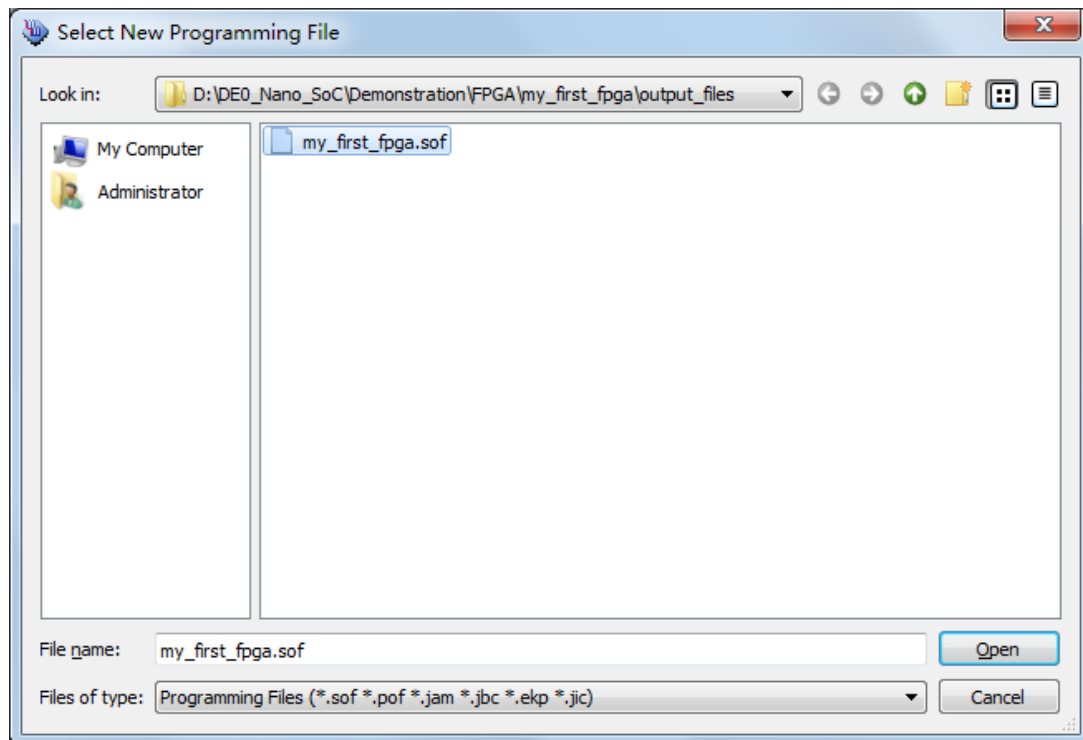 Select New Programming File
Look in: D:\DE0_Nano_SoC\Demonstration\FPGA\my_first_fpga\output_files
My Computer
my_first_fpga.sof
Administrator
File name: my_first_fpga.sof
Open
Files of type: Programming Files (*.sof *.pof *.jam *.jbc *.ekp *.jic)
Cancel